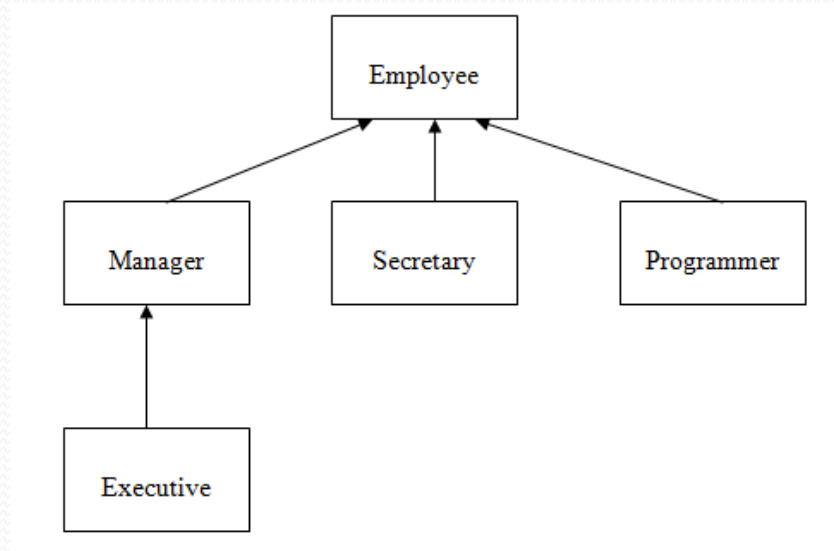 Employee
Manager
Secretary
Programmer
Executive